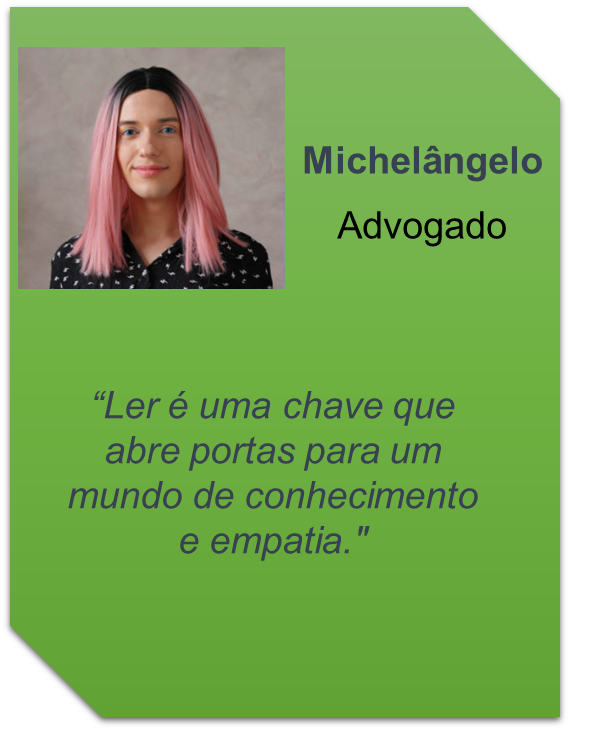 Michelângelo
Advogado
“Ler é uma chave que
abre portas para um
mundo de conhecimento
e empatia."